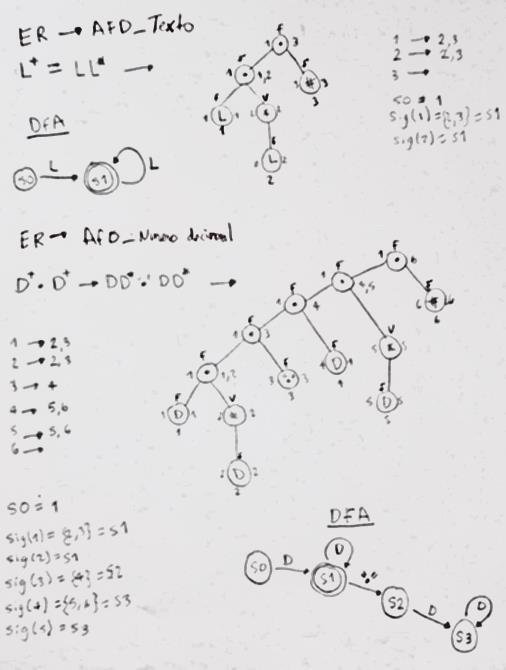 ER → AFD_Texto
L⁺ = LL* →
1 → 2,3
2 → 2,3
3 →
S0 = 1
sig(1) = {2,3} = S1
sig(2) = S1
DFA
S0 L S1 L
ER → AFD_Numero decimal
D⁺ . D⁺ → DD* "." DD* →
1 → 2,3
2 → 2,3
3 → 4
4 → 5,6
5 → 5,6
6 →
S0 = 1
sig(1) = {2,3} = S1
sig(2) = S1
sig(3) = {4} = S2
sig(4) = {5,6} = S3
sig(5) = S3
DFA
S0 D S1 D "." S2 D S3 D